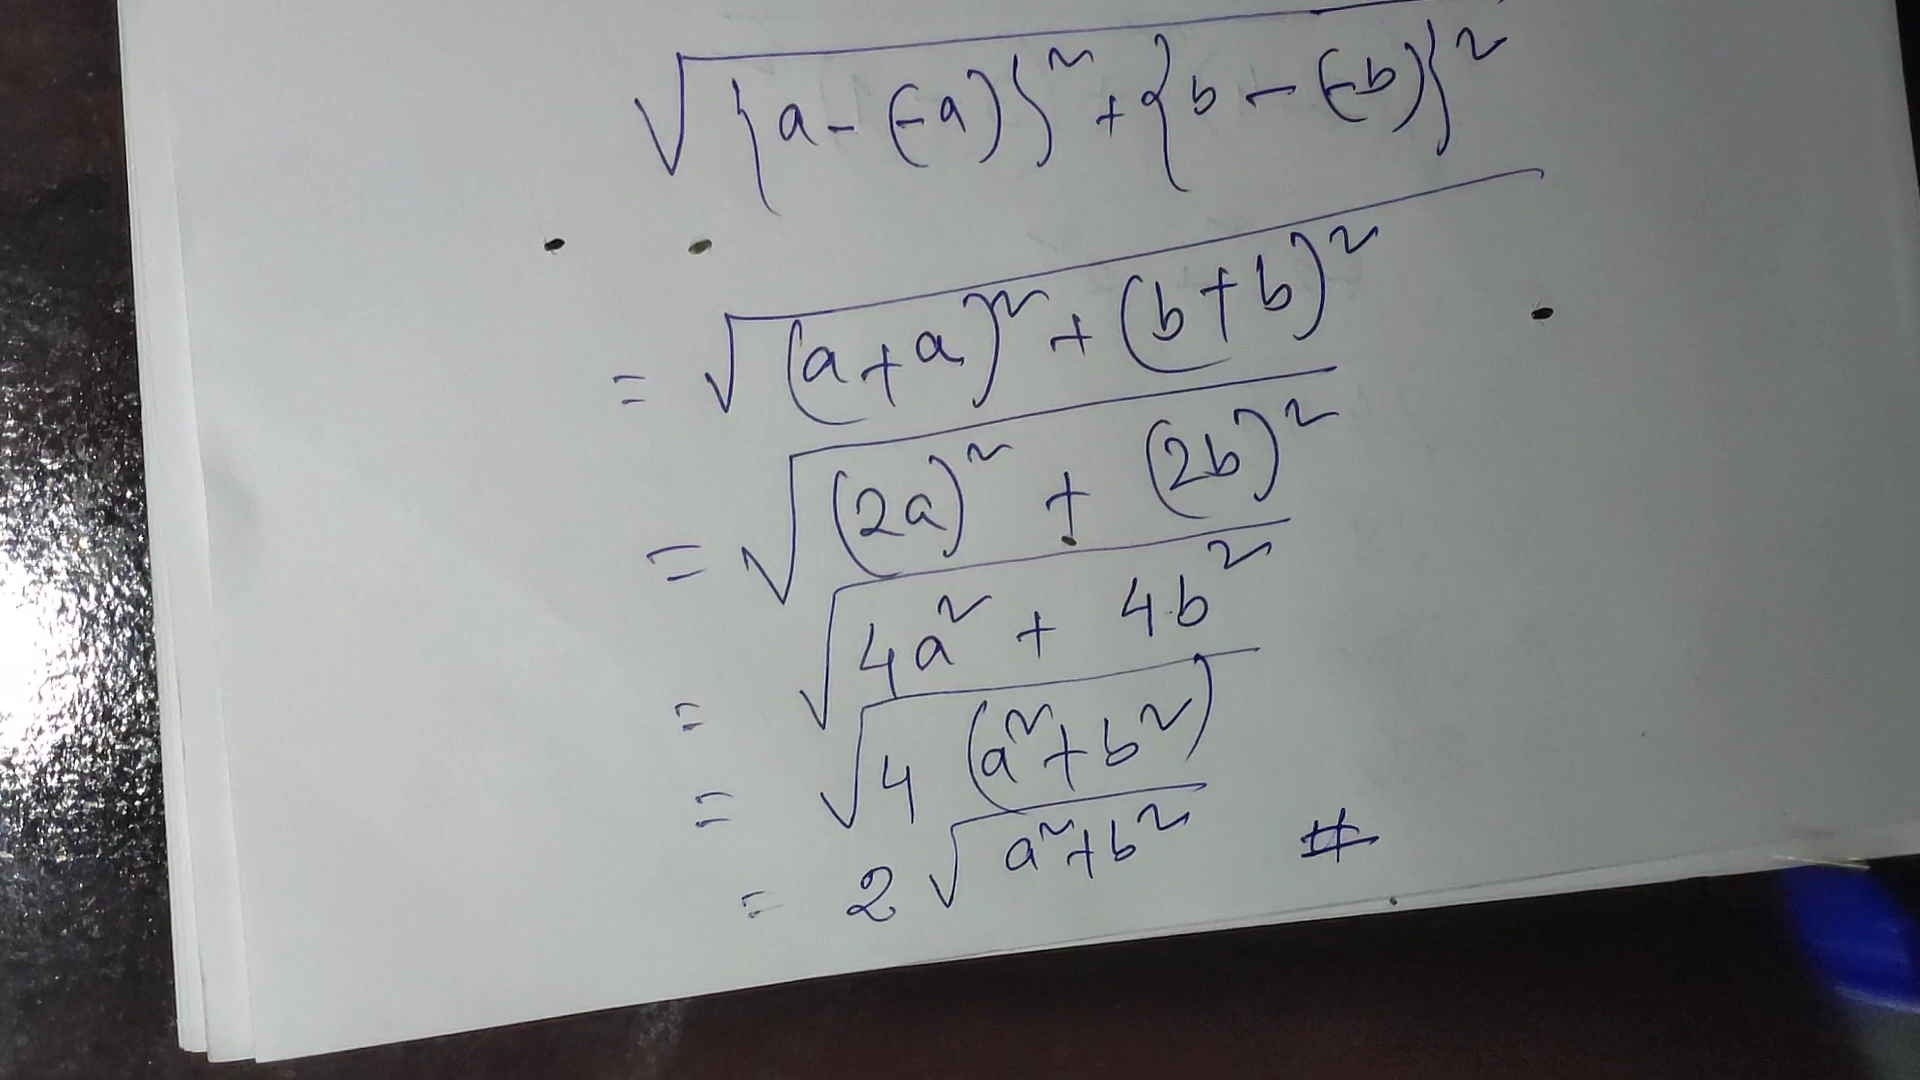 √{a-(-a)}² + {b-(-b)}²
= √(a+a)² + (b+b)²
= √(2a)² + (2b)²
= √4a² + 4b²
= √4 (a²+b²)
= 2√a²+b² #